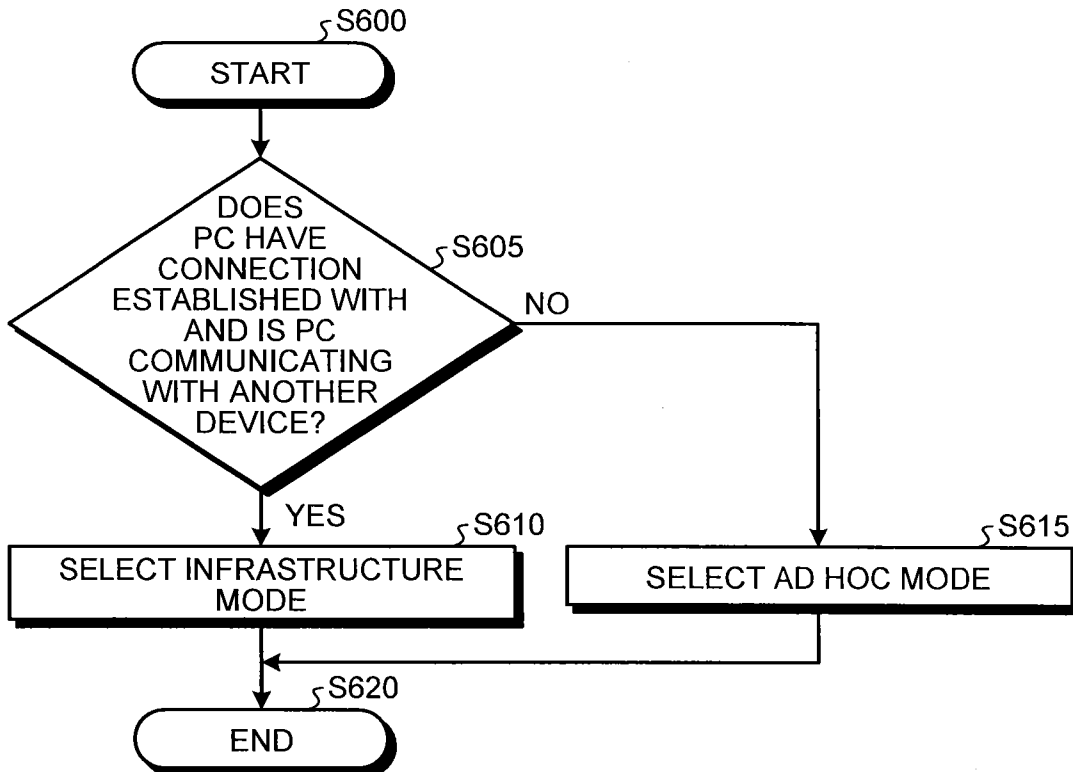 S600
START
DOES
PC HAVE
CONNECTION
ESTABLISHED WITH
AND IS PC
COMMUNICATING
WITH ANOTHER
DEVICE?
S605
NO
YES
S610
SELECT INFRASTRUCTURE
MODE
S615
SELECT AD HOC MODE
S620
END